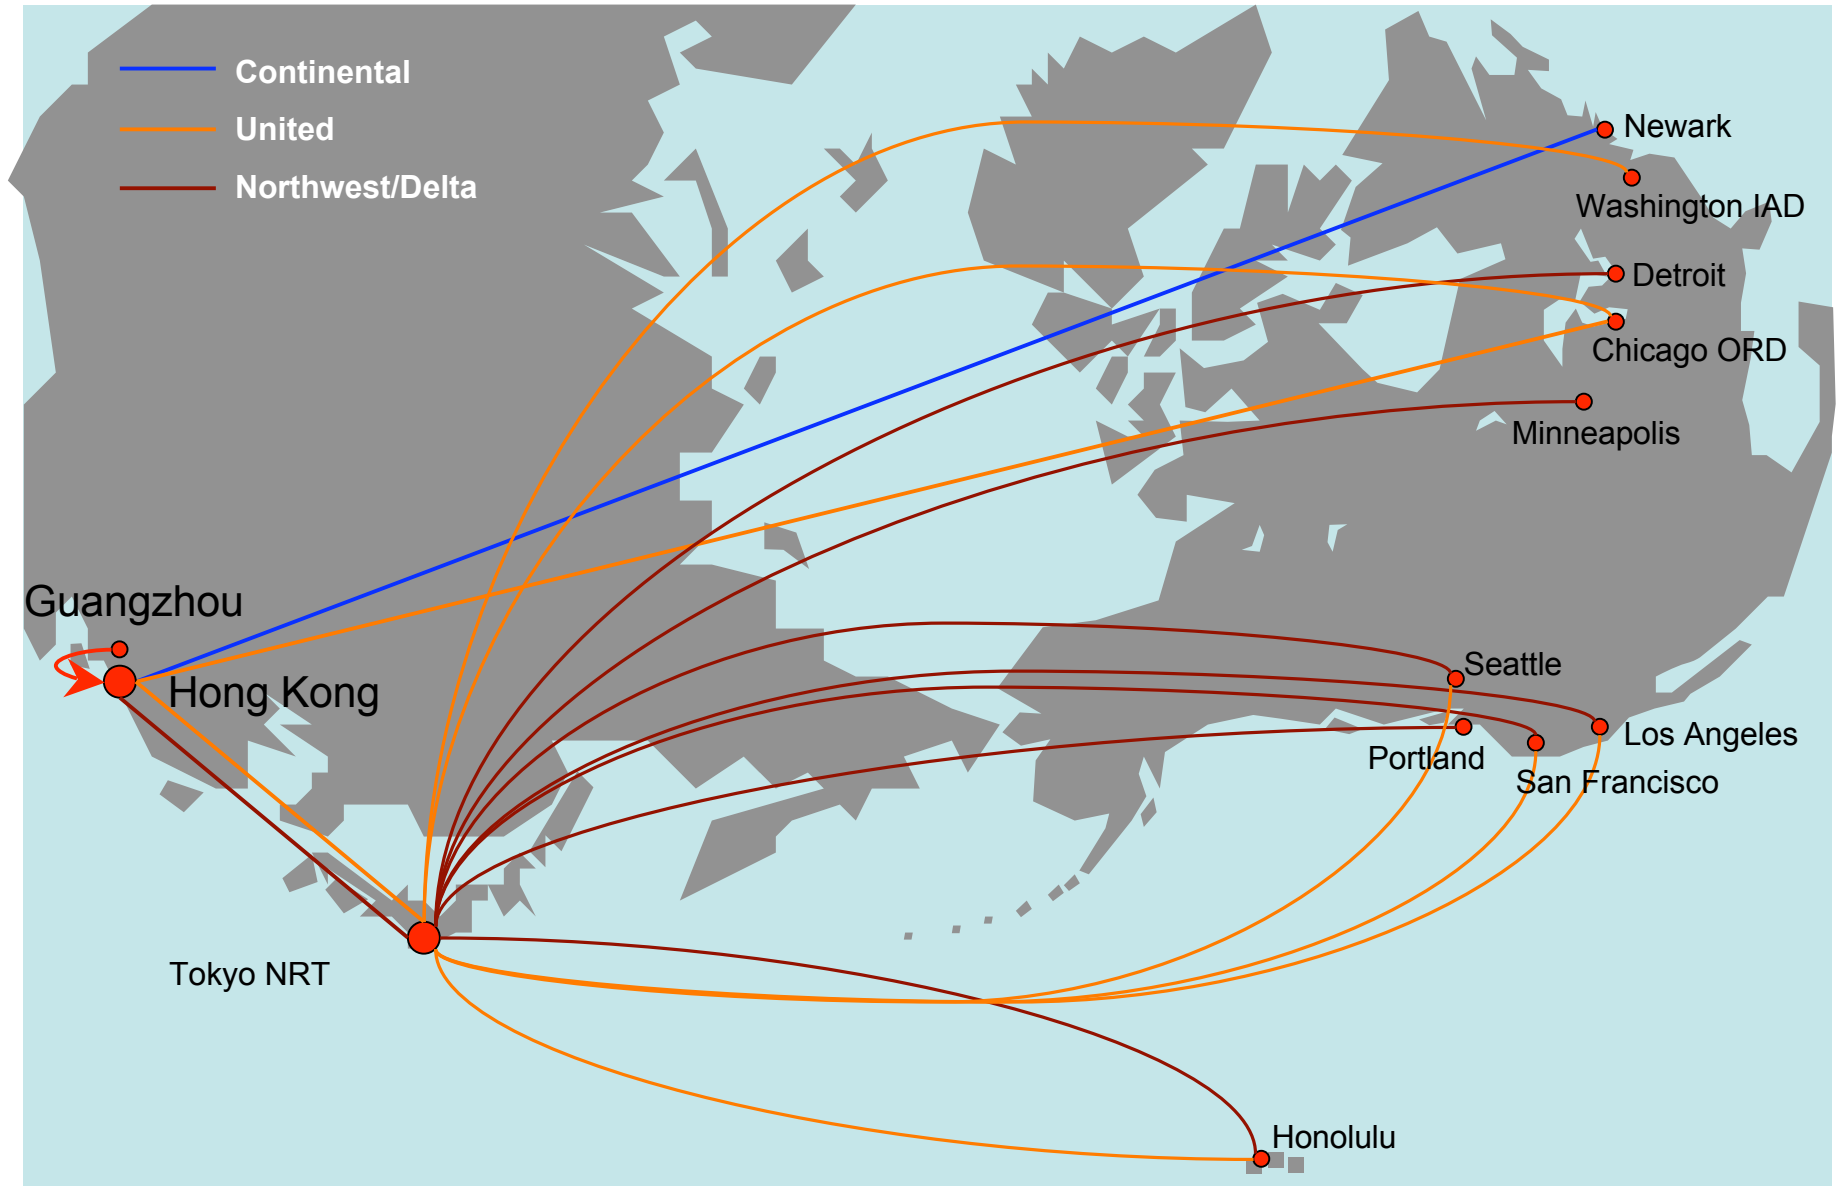 Continental
United
Northwest/Delta
Newark
Washington IAD
Detroit
Chicago ORD
Minneapolis
Guangzhou
Hong Kong
Seattle
Los Angeles
Portland
San Francisco
Tokyo NRT
Honolulu